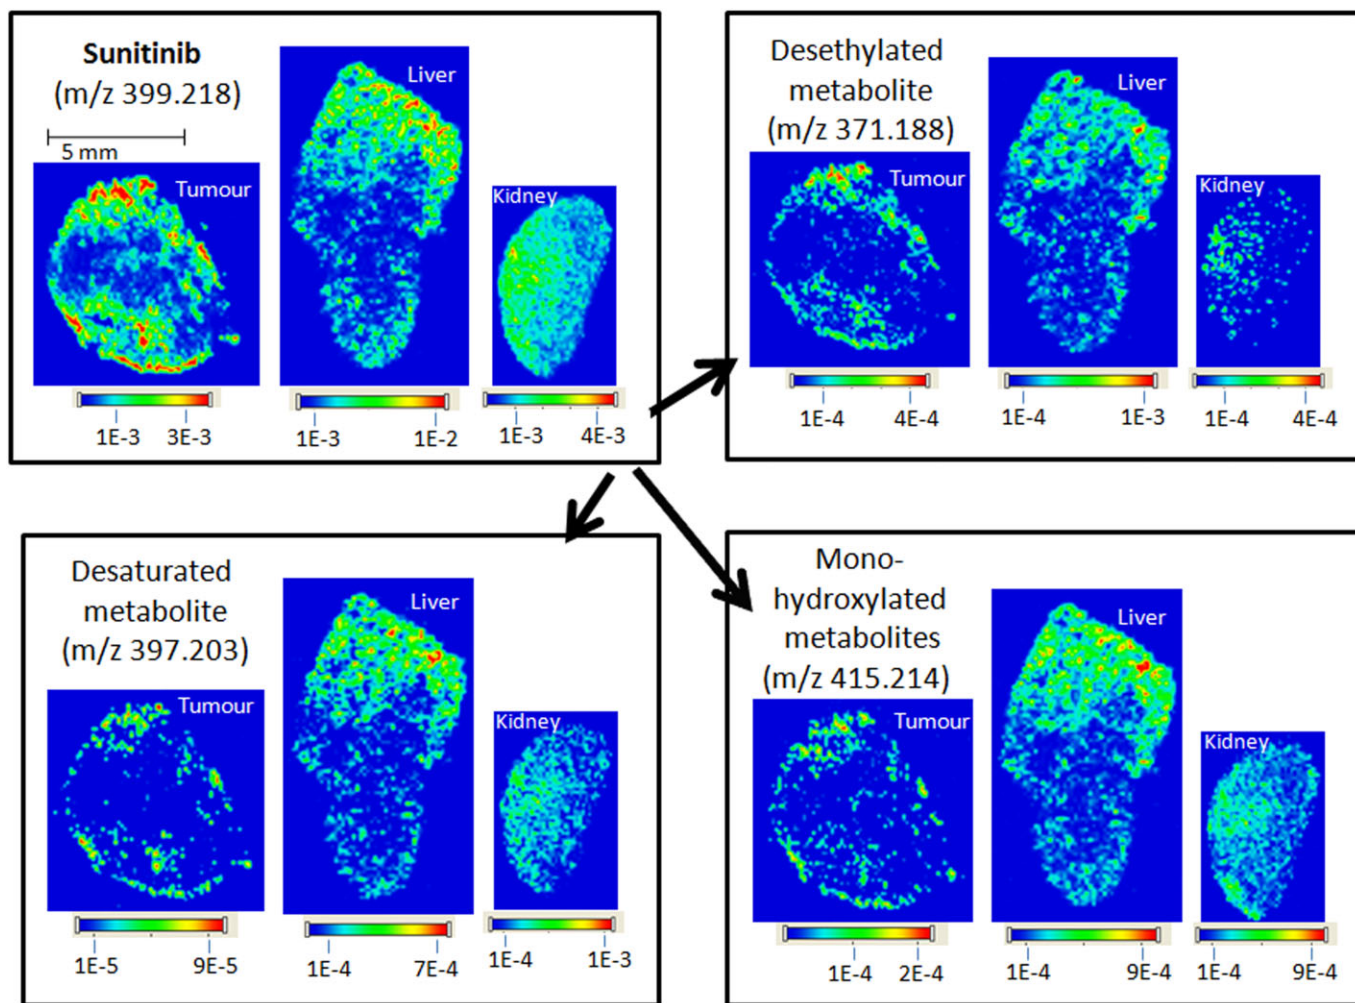 Sunitinib
(m/z 399.218)
5 mm
Tumour
Liver
Kidney
1E-3 3E-3
1E-3 1E-2
1E-3 4E-3
Desethylated
metabolite
(m/z 371.188)
Tumour
Liver
Kidney
1E-4 4E-4
1E-4 1E-3
1E-4 4E-4
Desaturated
metabolite
(m/z 397.203)
Tumour
Liver
Kidney
1E-5 9E-5
1E-4 7E-4
1E-4 1E-3
Mono-
hydroxylated
metabolites
(m/z 415.214)
Tumour
Liver
Kidney
1E-4 2E-4
1E-4 9E-4
1E-4 9E-4